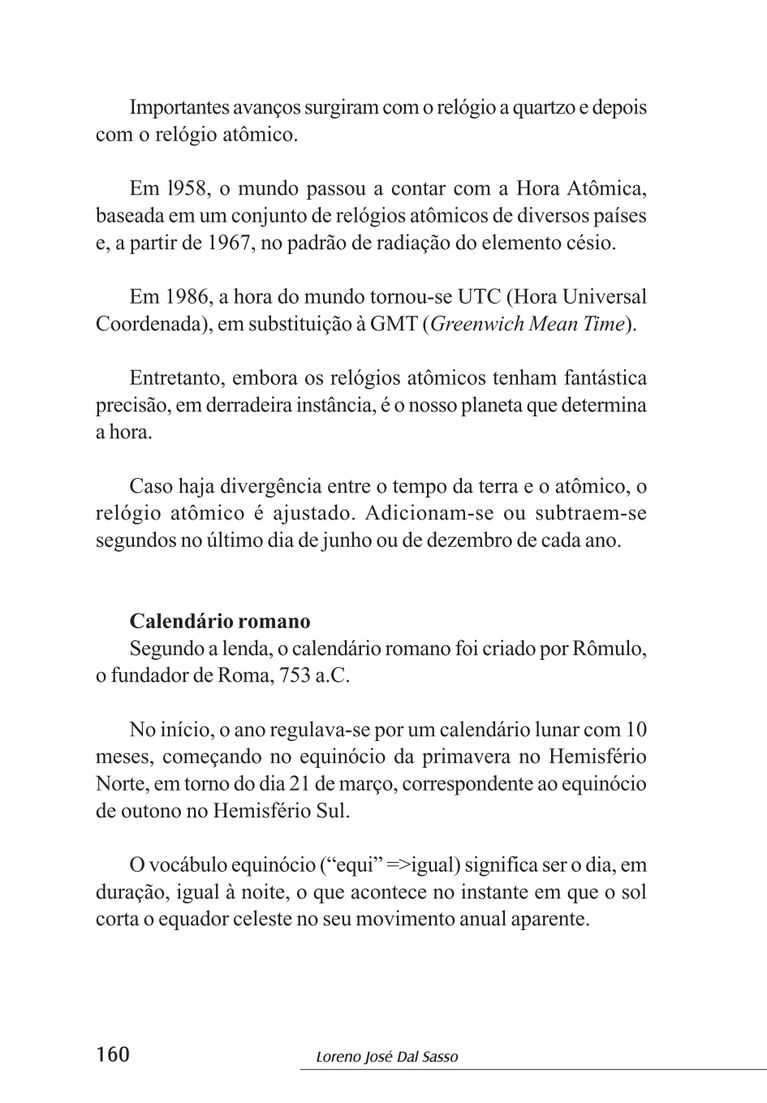 Importantes avanços surgiram com o relógio a quartzo e depois
com o relógio atômico.
Em l958, o mundo passou a contar com a Hora Atômica,
baseada em um conjunto de relógios atômicos de diversos países
e, a partir de 1967, no padrão de radiação do elemento césio.
Em 1986, a hora do mundo tornou-se UTC (Hora Universal
Coordenada), em substituição à GMT (Greenwich Mean Time).
Entretanto, embora os relógios atômicos tenham fantástica
precisão, em derradeira instância, é o nosso planeta que determina
a hora.
Caso haja divergência entre o tempo da terra e o atômico, o
relógio atômico é ajustado. Adicionam-se ou subtraem-se
segundos no último dia de junho ou de dezembro de cada ano.
Calendário romano
Segundo a lenda, o calendário romano foi criado por Rômulo,
o fundador de Roma, 753 a.C.
No início, o ano regulava-se por um calendário lunar com 10
meses, começando no equinócio da primavera no Hemisfério
Norte, em torno do dia 21 de março, correspondente ao equinócio
de outono no Hemisfério Sul.
O vocábulo equinócio (“equi” =>igual) significa ser o dia, em
duração, igual à noite, o que acontece no instante em que o sol
corta o equador celeste no seu movimento anual aparente.
160 Loreno José Dal Sasso